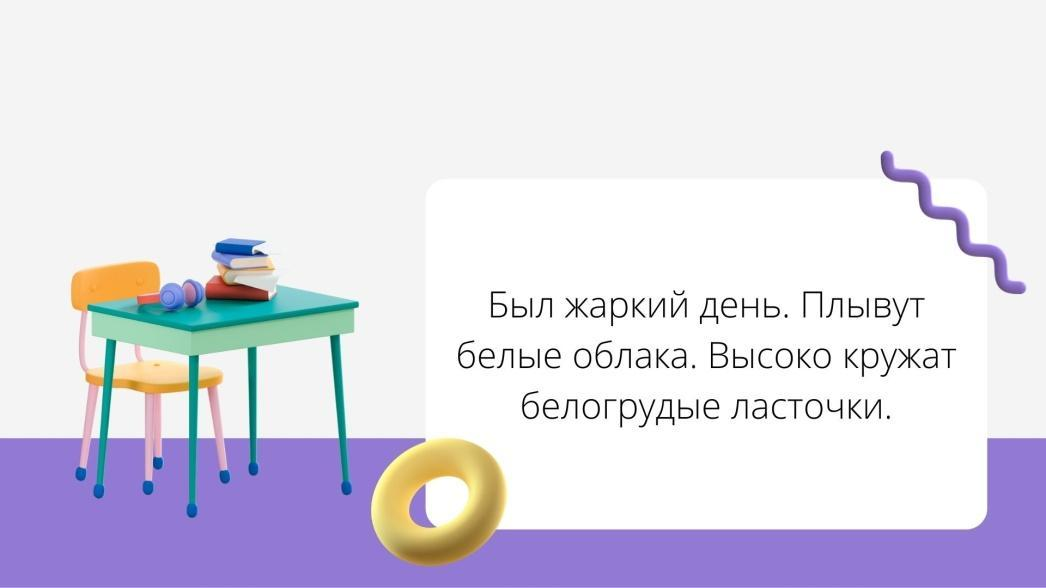 Был жаркий день. Плывут
белые облака. Высоко кружат
белогрудые ласточки.